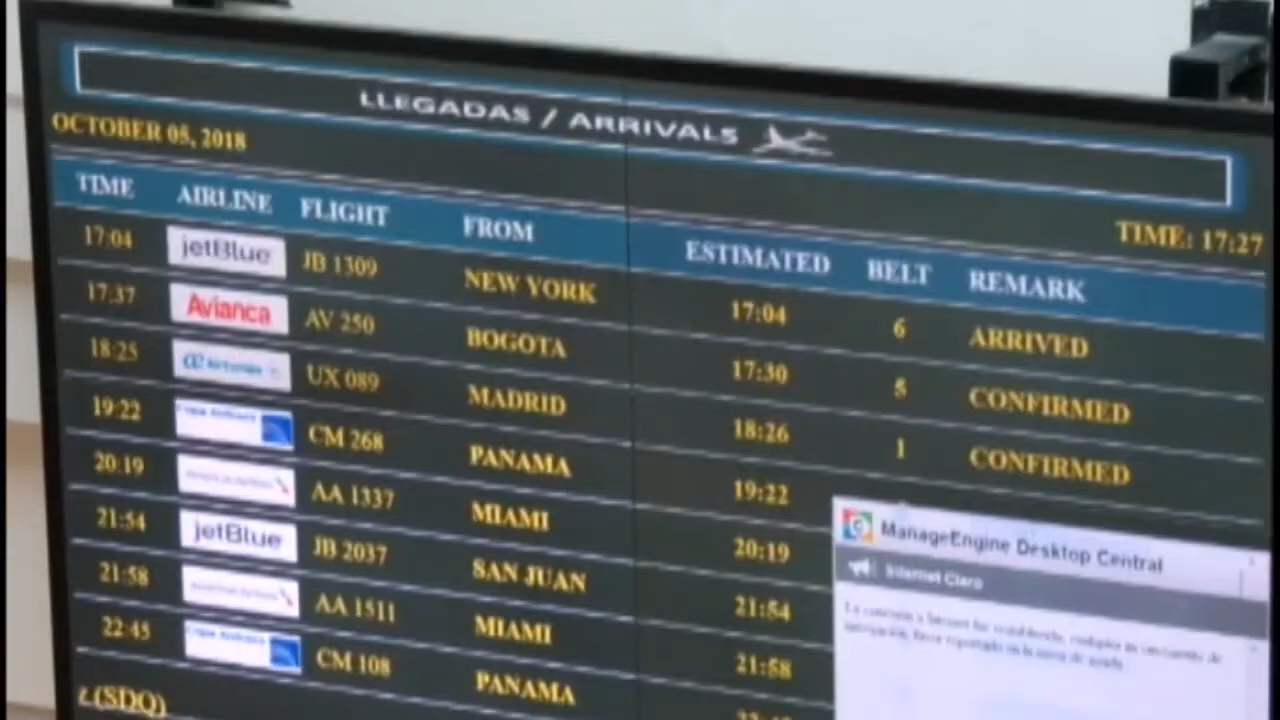 LLEGADAS / ARRIVALS
OCTOBER 05, 2018
TIME: 17:27
TIME AIRLINE FLIGHT FROM ESTIMATED BELT REMARK
17:04 jetBlue JB 1309 NEW YORK 17:04 6 ARRIVED
17:37 Avianca AV 250 BOGOTA 17:30 5 CONFIRMED
18:25 UX 089 MADRID 18:26 1 CONFIRMED
19:22 Copa Airlines CM 268 PANAMA 19:22
20:19 AA 1337 MIAMI 20:19
21:54 jetBlue JB 2037 SAN JUAN 21:54
21:58 AA 1511 MIAMI 21:58
22:45 Copa Airlines CM 108 PANAMA
(SDQ)
ManageEngine Desktop Central
Internet Claro